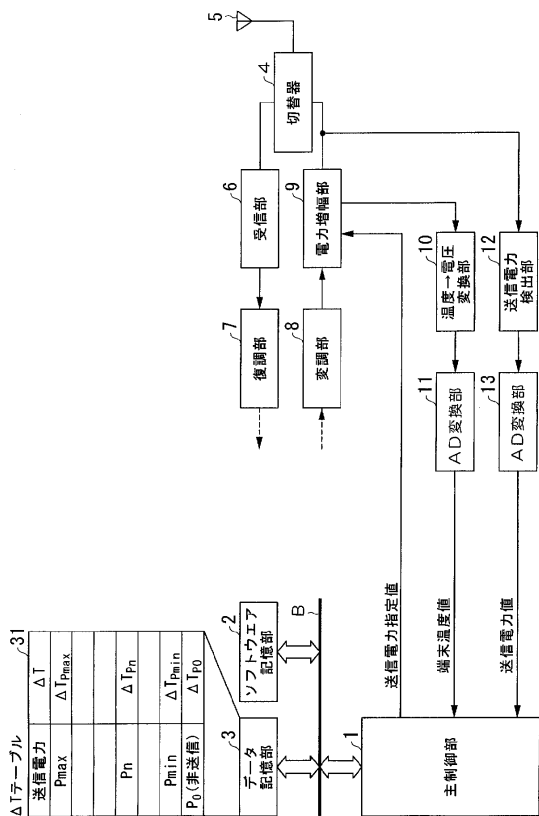 ΔTテーブル
31
送信電力 ΔT
Pmax ΔTPmax
Pn ΔTPn
Pmin ΔTPmin
P0(非送信) ΔTP0
3
データ
記憶部
2
ソフトウエア
記憶部
B
1
主制御部
送信電力指定値
端末温度値
送信電力値
7
復調部
6
受信部
8
変調部
9
電力増幅部
4
切替器
5
11
AD変換部
10
温度→電圧
変換部
13
AD変換部
12
送信電力
検出部